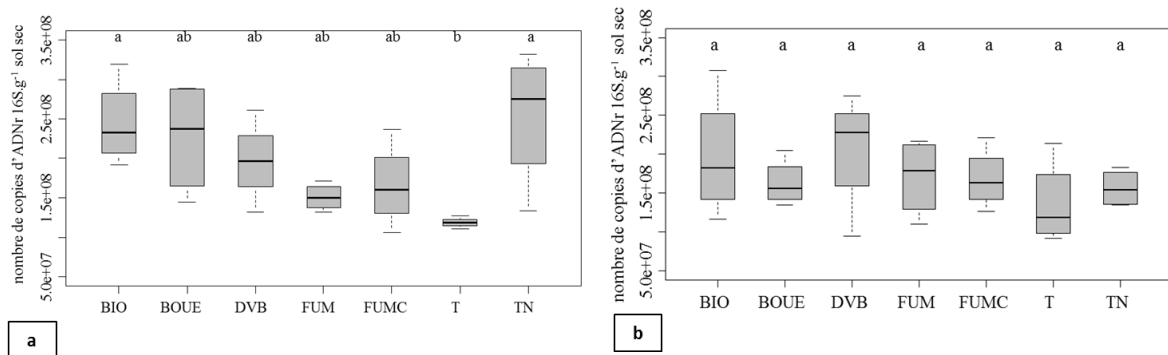 nombre de copies d'ADNr 16S.g⁻¹ sol sec
3.5e+08
2.5e+08
1.5e+08
5.0e+07
a ab ab ab ab b a
BIO BOUE DVB FUM FUMC T TN
a
nombre de copies d'ADNr 16S.g⁻¹ sol sec
3.5e+08
2.5e+08
1.5e+08
5.0e+07
a a a a a a a
BIO BOUE DVB FUM FUMC T TN
b